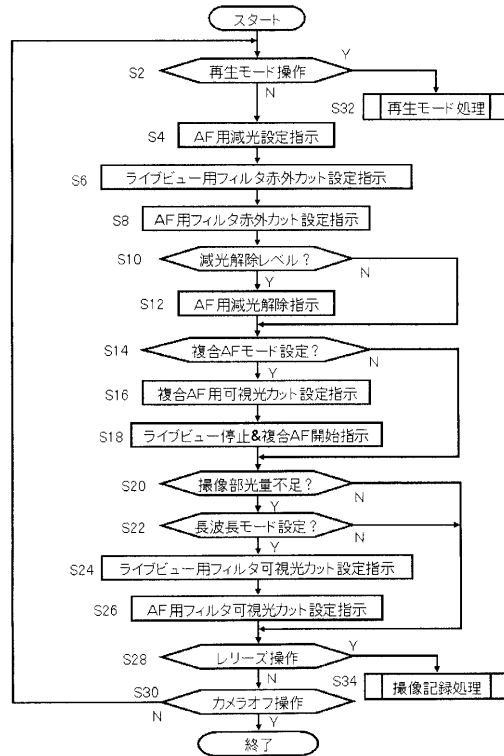 スタート
S2
再生モード操作
Y
N
S32
再生モード処理
S4
AF用減光設定指示
S6
ライブビュー用フィルタ赤外カット設定指示
S8
AF用フィルタ赤外カット設定指示
S10
減光解除レベル?
N
Y
S12
AF用減光解除指示
S14
複合AFモード設定?
N
Y
S16
複合AF用可視光カット設定指示
S18
ライブビュー停止&複合AF開始指示
S20
撮像部光量不足?
N
Y
S22
長波長モード設定?
N
Y
S24
ライブビュー用フィルタ可視光カット設定指示
S26
AF用フィルタ可視光カット設定指示
S28
レリーズ操作
Y
N
S34
撮像記録処理
S30
カメラオフ操作
N
Y
終了